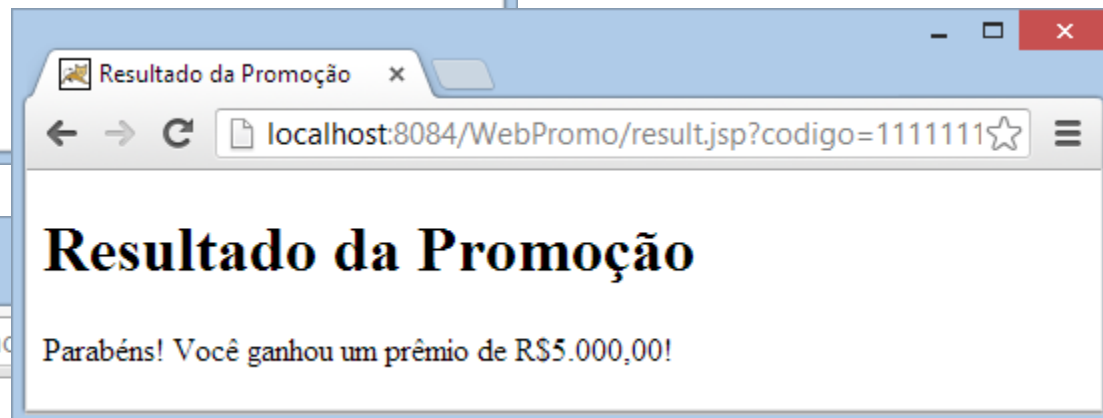 Resultado da Promoção
localhost:8084/WebPromo/result.jsp?codigo=1111111
Resultado da Promoção
Parabéns! Você ganhou um prêmio de R$5.000,00!